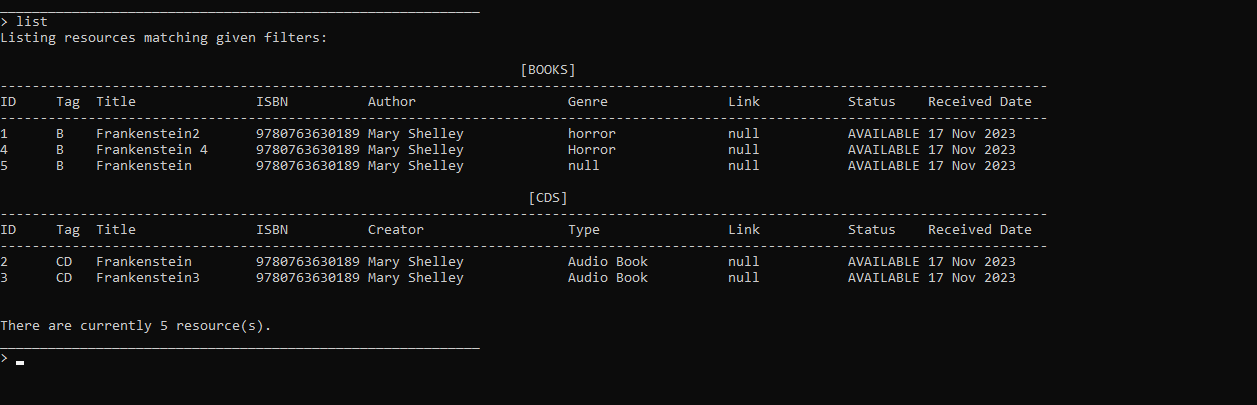 > list
Listing resources matching given filters:
[BOOKS]
ID Tag Title ISBN Author Genre Link Status Received Date
1 B Frankenstein2 9780763630189 Mary Shelley horror null AVAILABLE 17 Nov 2023
4 B Frankenstein 4 9780763630189 Mary Shelley Horror null AVAILABLE 17 Nov 2023
5 B Frankenstein 9780763630189 Mary Shelley null null AVAILABLE 17 Nov 2023
[CDS]
ID Tag Title ISBN Creator Type Link Status Received Date
2 CD Frankenstein 9780763630189 Mary Shelley Audio Book null AVAILABLE 17 Nov 2023
3 CD Frankenstein3 9780763630189 Mary Shelley Audio Book null AVAILABLE 17 Nov 2023
There are currently 5 resource(s).
>